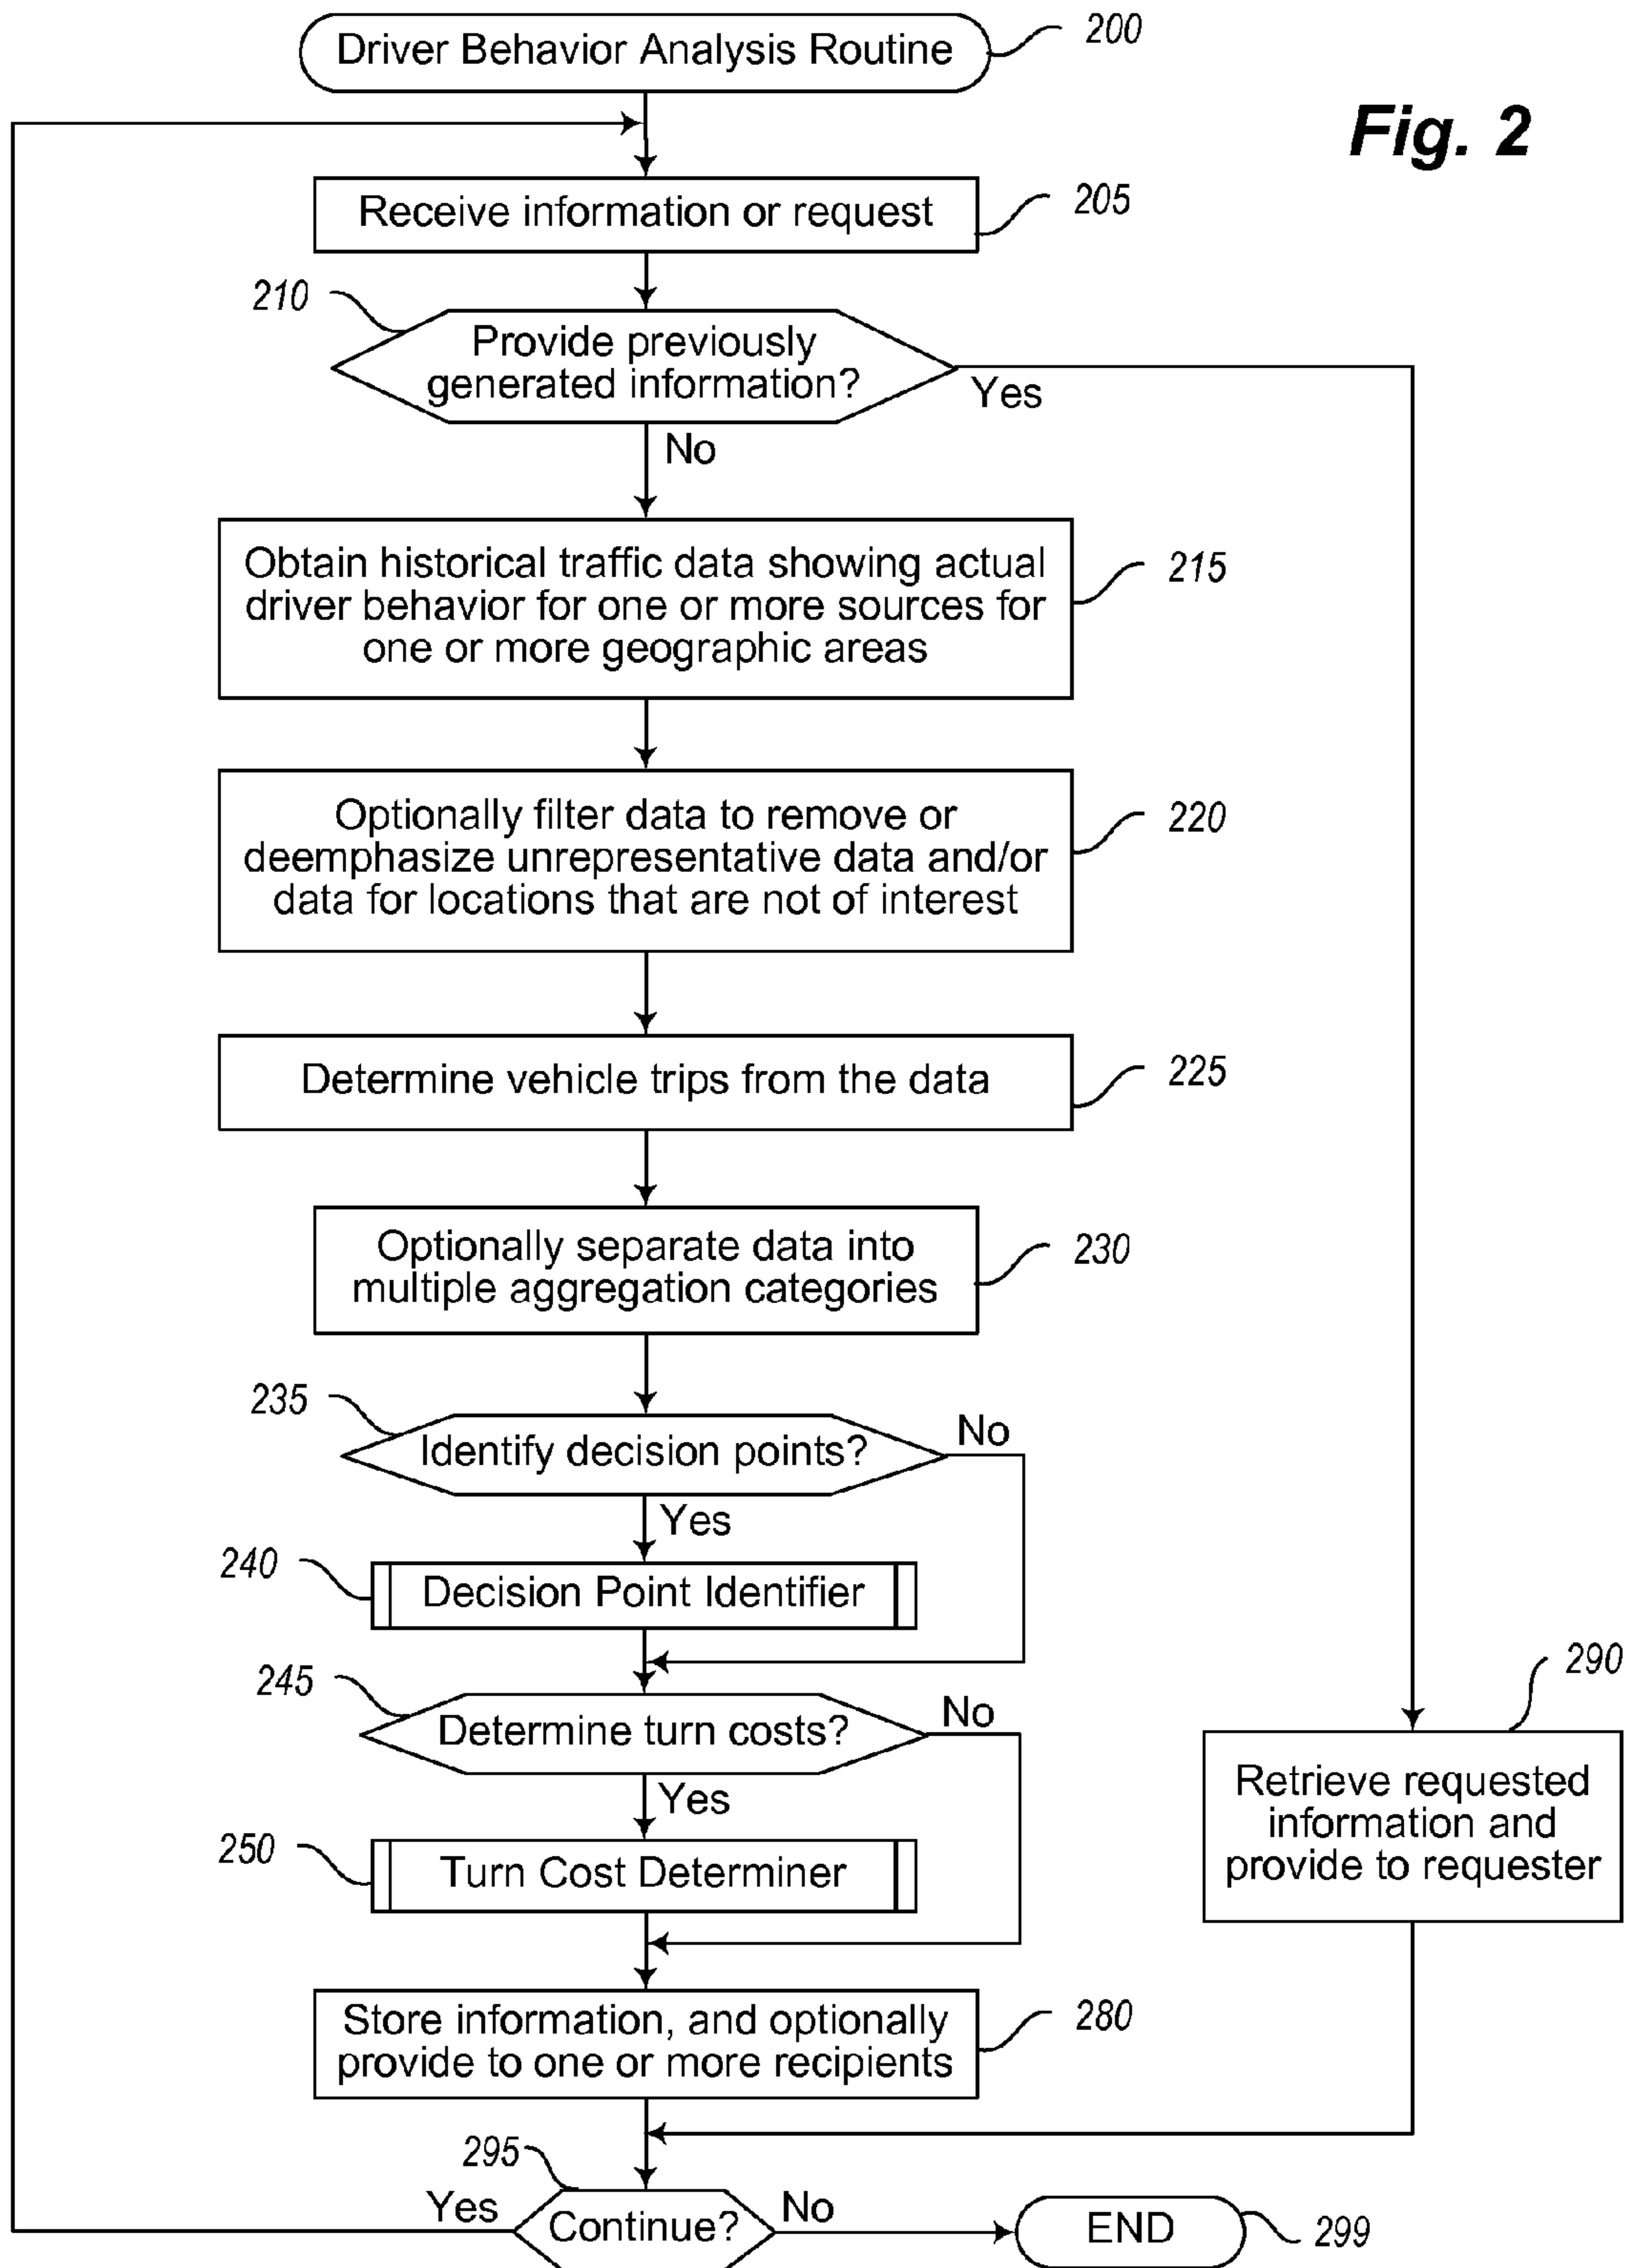 Driver Behavior Analysis Routine
200
Fig. 2
Receive information or request
205
210
Provide previously
generated information?
Yes
No
Obtain historical traffic data showing actual
driver behavior for one or more sources for
one or more geographic areas
215
Optionally filter data to remove or
deemphasize unrepresentative data and/or
data for locations that are not of interest
220
Determine vehicle trips from the data
225
Optionally separate data into
multiple aggregation categories
230
235
Identify decision points?
No
Yes
240
Decision Point Identifier
245
Determine turn costs?
No
Yes
250
Turn Cost Determiner
290
Retrieve requested
information and
provide to requester
Store information, and optionally
provide to one or more recipients
280
295
Yes
Continue?
No
END
299